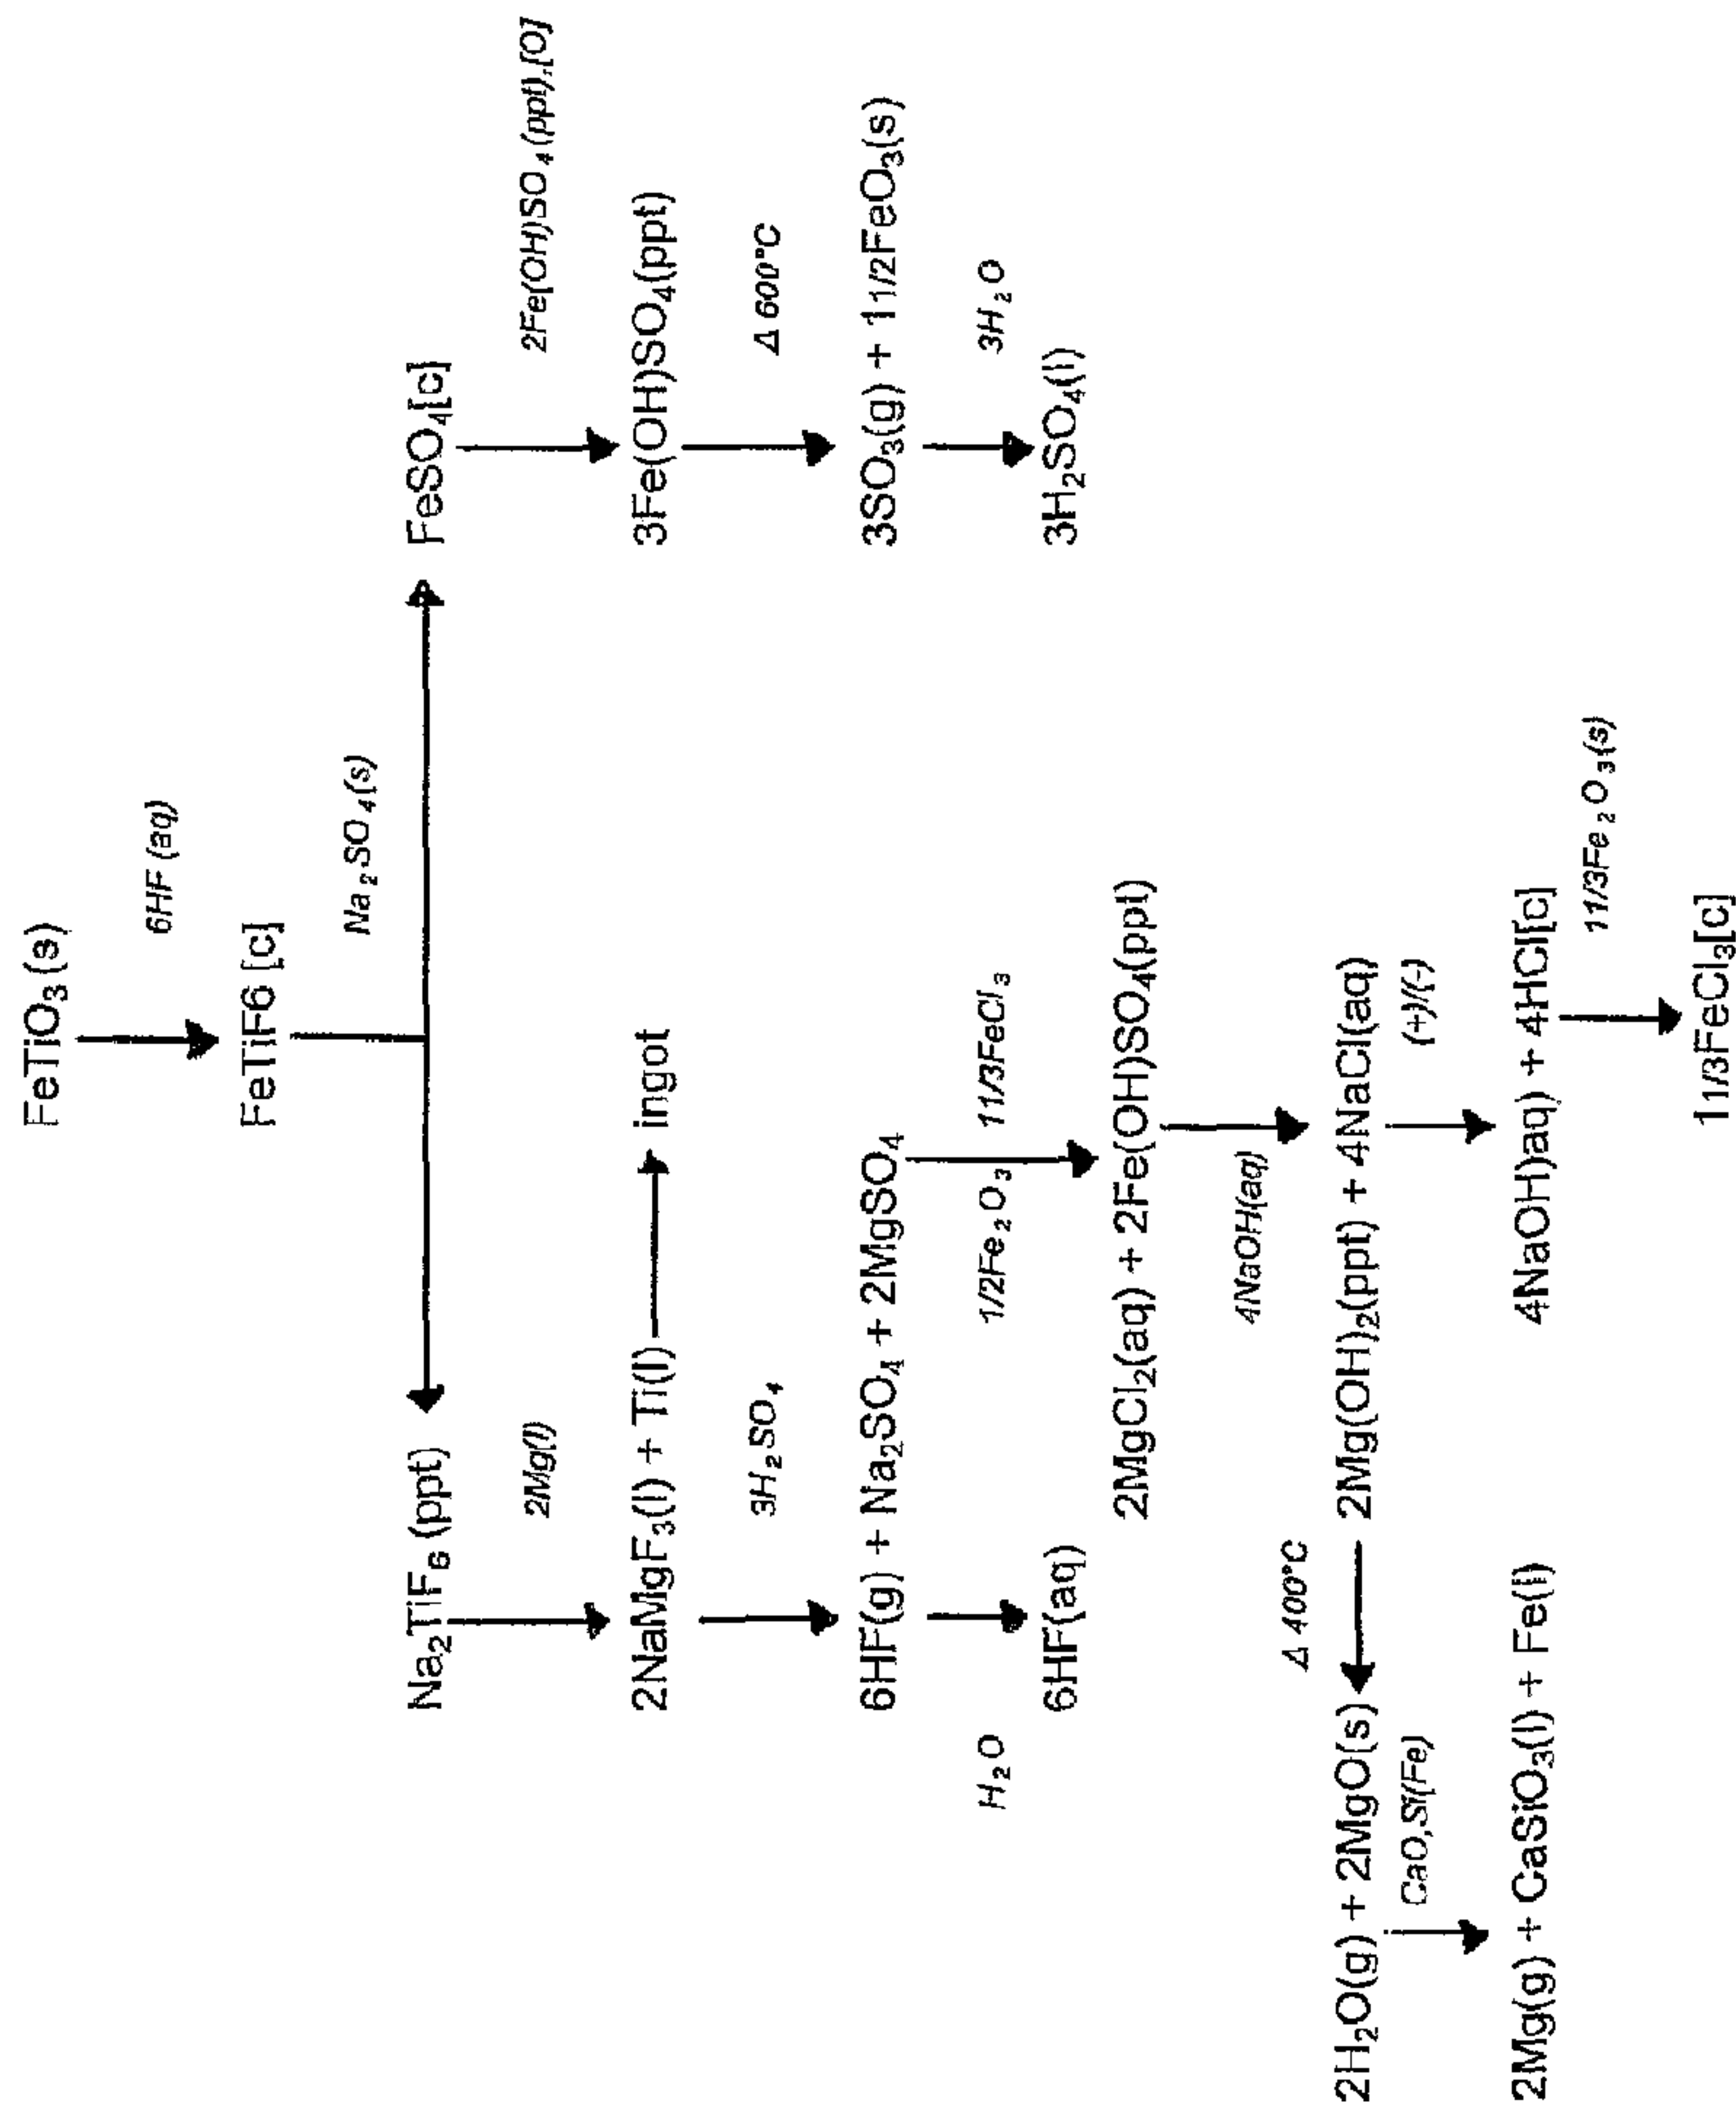 FeTiO₃(s)
6HF (aq)
FeTiF6 [c]
Na₂SO₄(s)
Na₂TiF₆ (ppt)
FeSO₄[c]
2Mg(l)
2Fe(OH)SO₄(ppt),[O]
2NaMgF₃(l) + Ti(l)
ingot
3Fe(OH)SO₄(ppt)
3H₂SO₄
Δ 600°C
6HF(g) + Na₂SO₄ + 2MgSO₄
3SO₃(g) + 11/2FeO₃(s)
H₂O
1/2Fe₂O₃ 11/3FeCl₃
3H₂O
6HF(aq)
2MgCl₂(aq) + 2Fe(OH)SO₄(ppt)
3H₂SO₄(l)
4NaOH(aq)
Δ 400°C
2H₂O(g) + 2MgO(s)
2Mg(OH)₂(ppt) + 4NaCl(aq)
CaO,Si(Fe)
(+)/(-)
2Mg(g) + CaSiO₃(l) + Fe(l)
4NaOH)aq) + 4HCl[c]
11/3Fe₂O₃(s)
11/3FeCl₃[c]